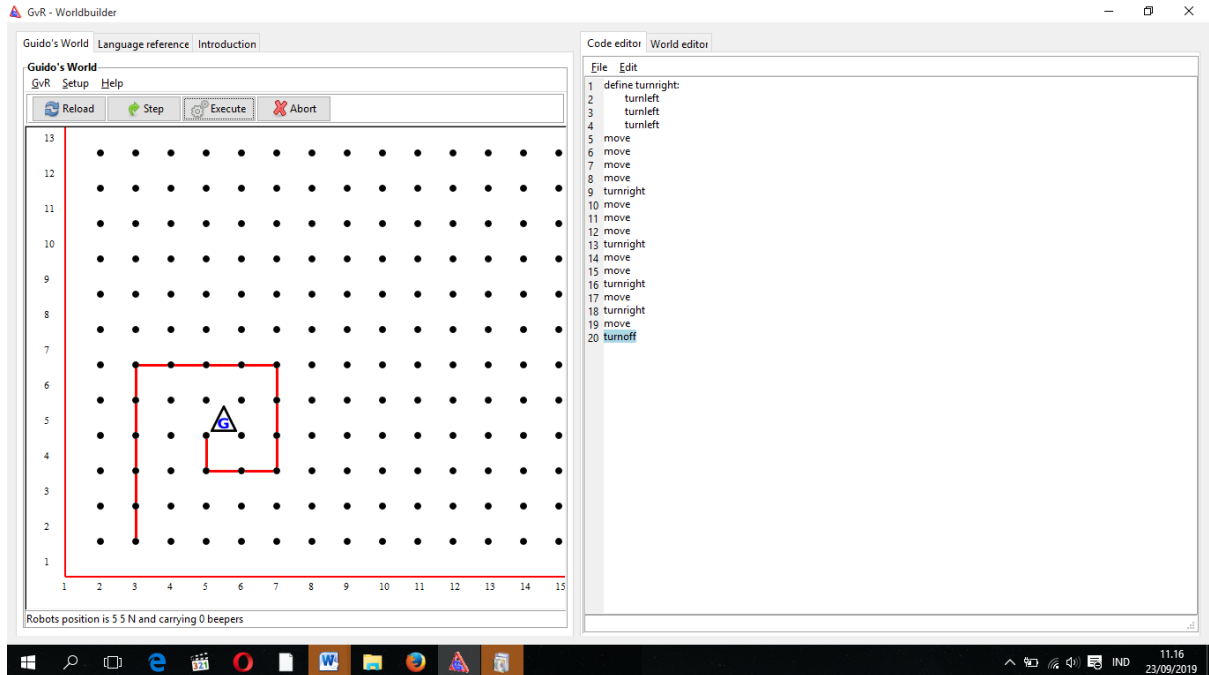 GvR - Worldbuilder
Guido's World Language reference Introduction
Guido's World
GvR Setup Help
Reload Step Execute Abort
13
12
11
10
9
8
7
6
5
4
3
2
1
G
1 2 3 4 5 6 7 8 9 10 11 12 13 14 15
Robots position is 5 5 N and carrying 0 beepers
Code editor World editor
File Edit
1 define turnright:
2 turnleft
3 turnleft
4 turnleft
5 move
6 move
7 move
8 move
9 turnright
10 move
11 move
12 move
13 turnright
14 move
15 move
16 turnright
17 move
18 turnright
19 move
20 turnoff
321
W
IND
11.16
23/09/2019